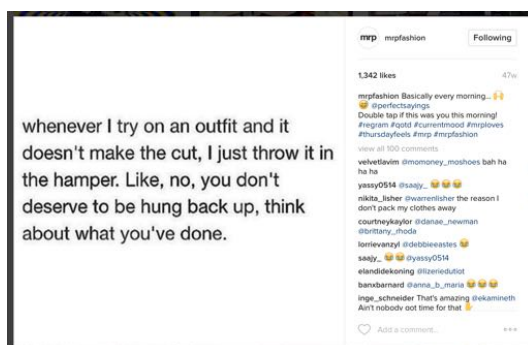 whenever I try on an outfit and it
doesn't make the cut, I just throw it in
the hamper. Like, no, you don't
deserve to be hung back up, think
about what you've done.
mrp mrpfashion Following
1,342 likes 47w
mrpfashion Basically every morning... 🙌
😂 @perfectsayings
Double tap if this was you this morning!
#regram #qotd #currentmood #mrploves
#thursdayfeels #mrp #mrpfashion
view all 100 comments
velvetlavim @momoney_moshoes bah ha
ha ha
yassy0514 @saajy_ 😂😂😂
nikita_lisher @warrenlisher the reason I
don't pack my clothes away
courtneykaylor @danae_newman
@brittany_rhoda
lorrievanzyl @debbieeastes 😂
saajy_ 😂😂@yassy0514
elandidekoning @lizeriedutiot
banxbarnard @anna_b_maria 😂😂😂
inge_schneider That's amazing @ekamineth
Ain't nobody got time for that ✋
Add a comment...